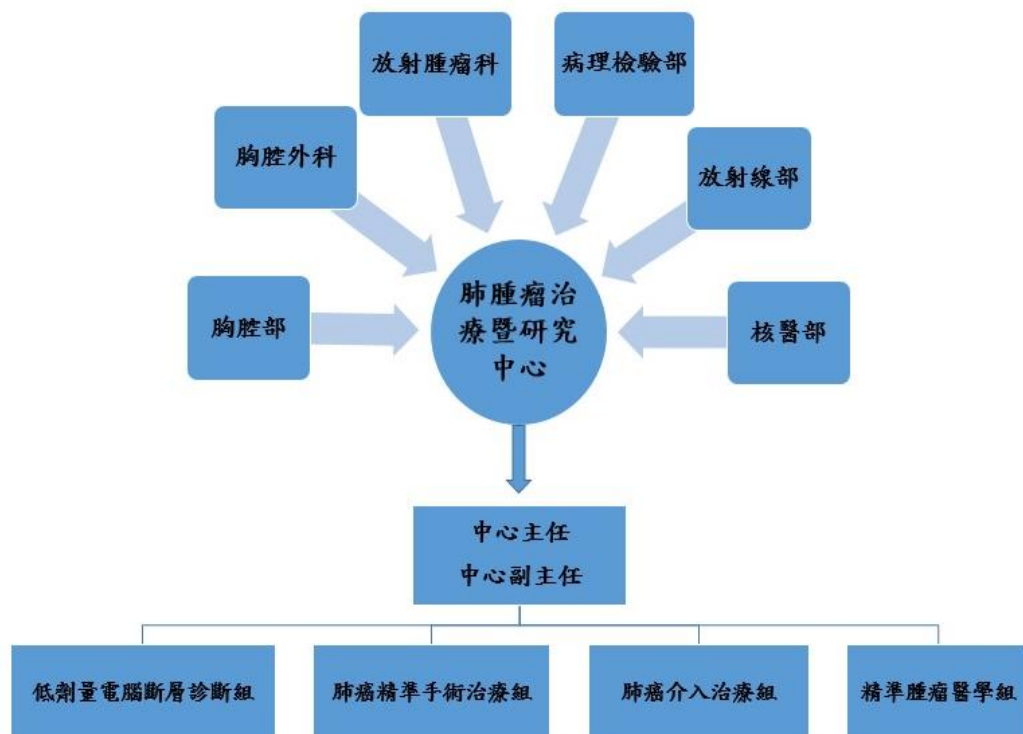 放射腫瘤科
病理檢驗部
胸腔外科
放射線部
胸腔部
肺腫瘤治
療暨研究
中心
核醫部
中心主任
中心副主任
低劑量電腦斷層診斷組
肺癌精準手術治療組
肺癌介入治療組
精準腫瘤醫學組